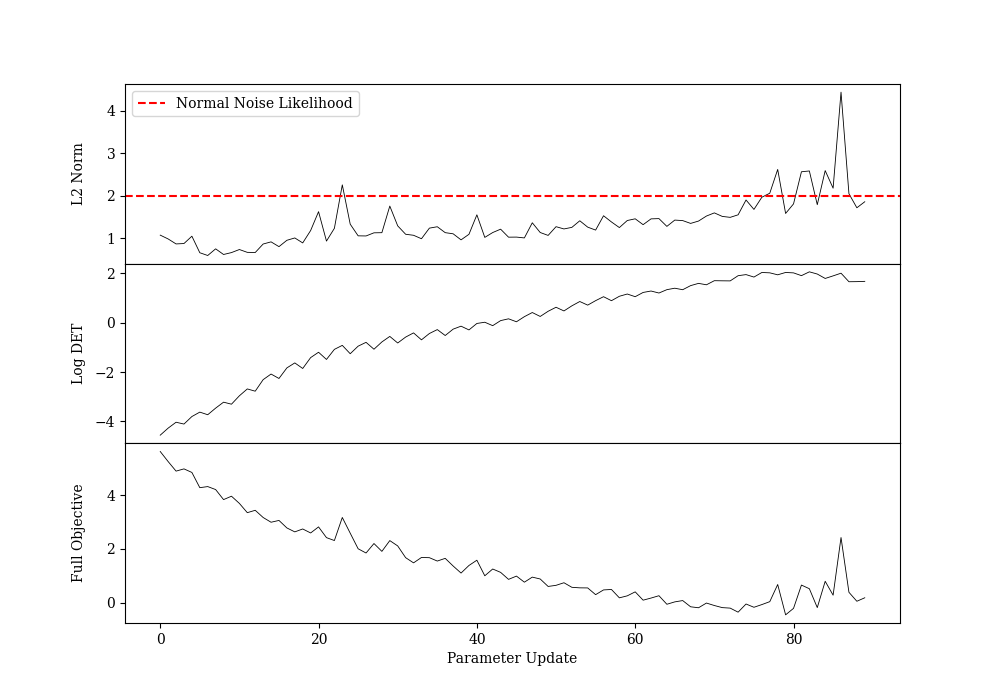 Normal Noise Likelihood
4
3
2
1
L2 Norm
2
0
−2
−4
Log DET
4
2
0
Full Objective
0 20 40 60 80
Parameter Update